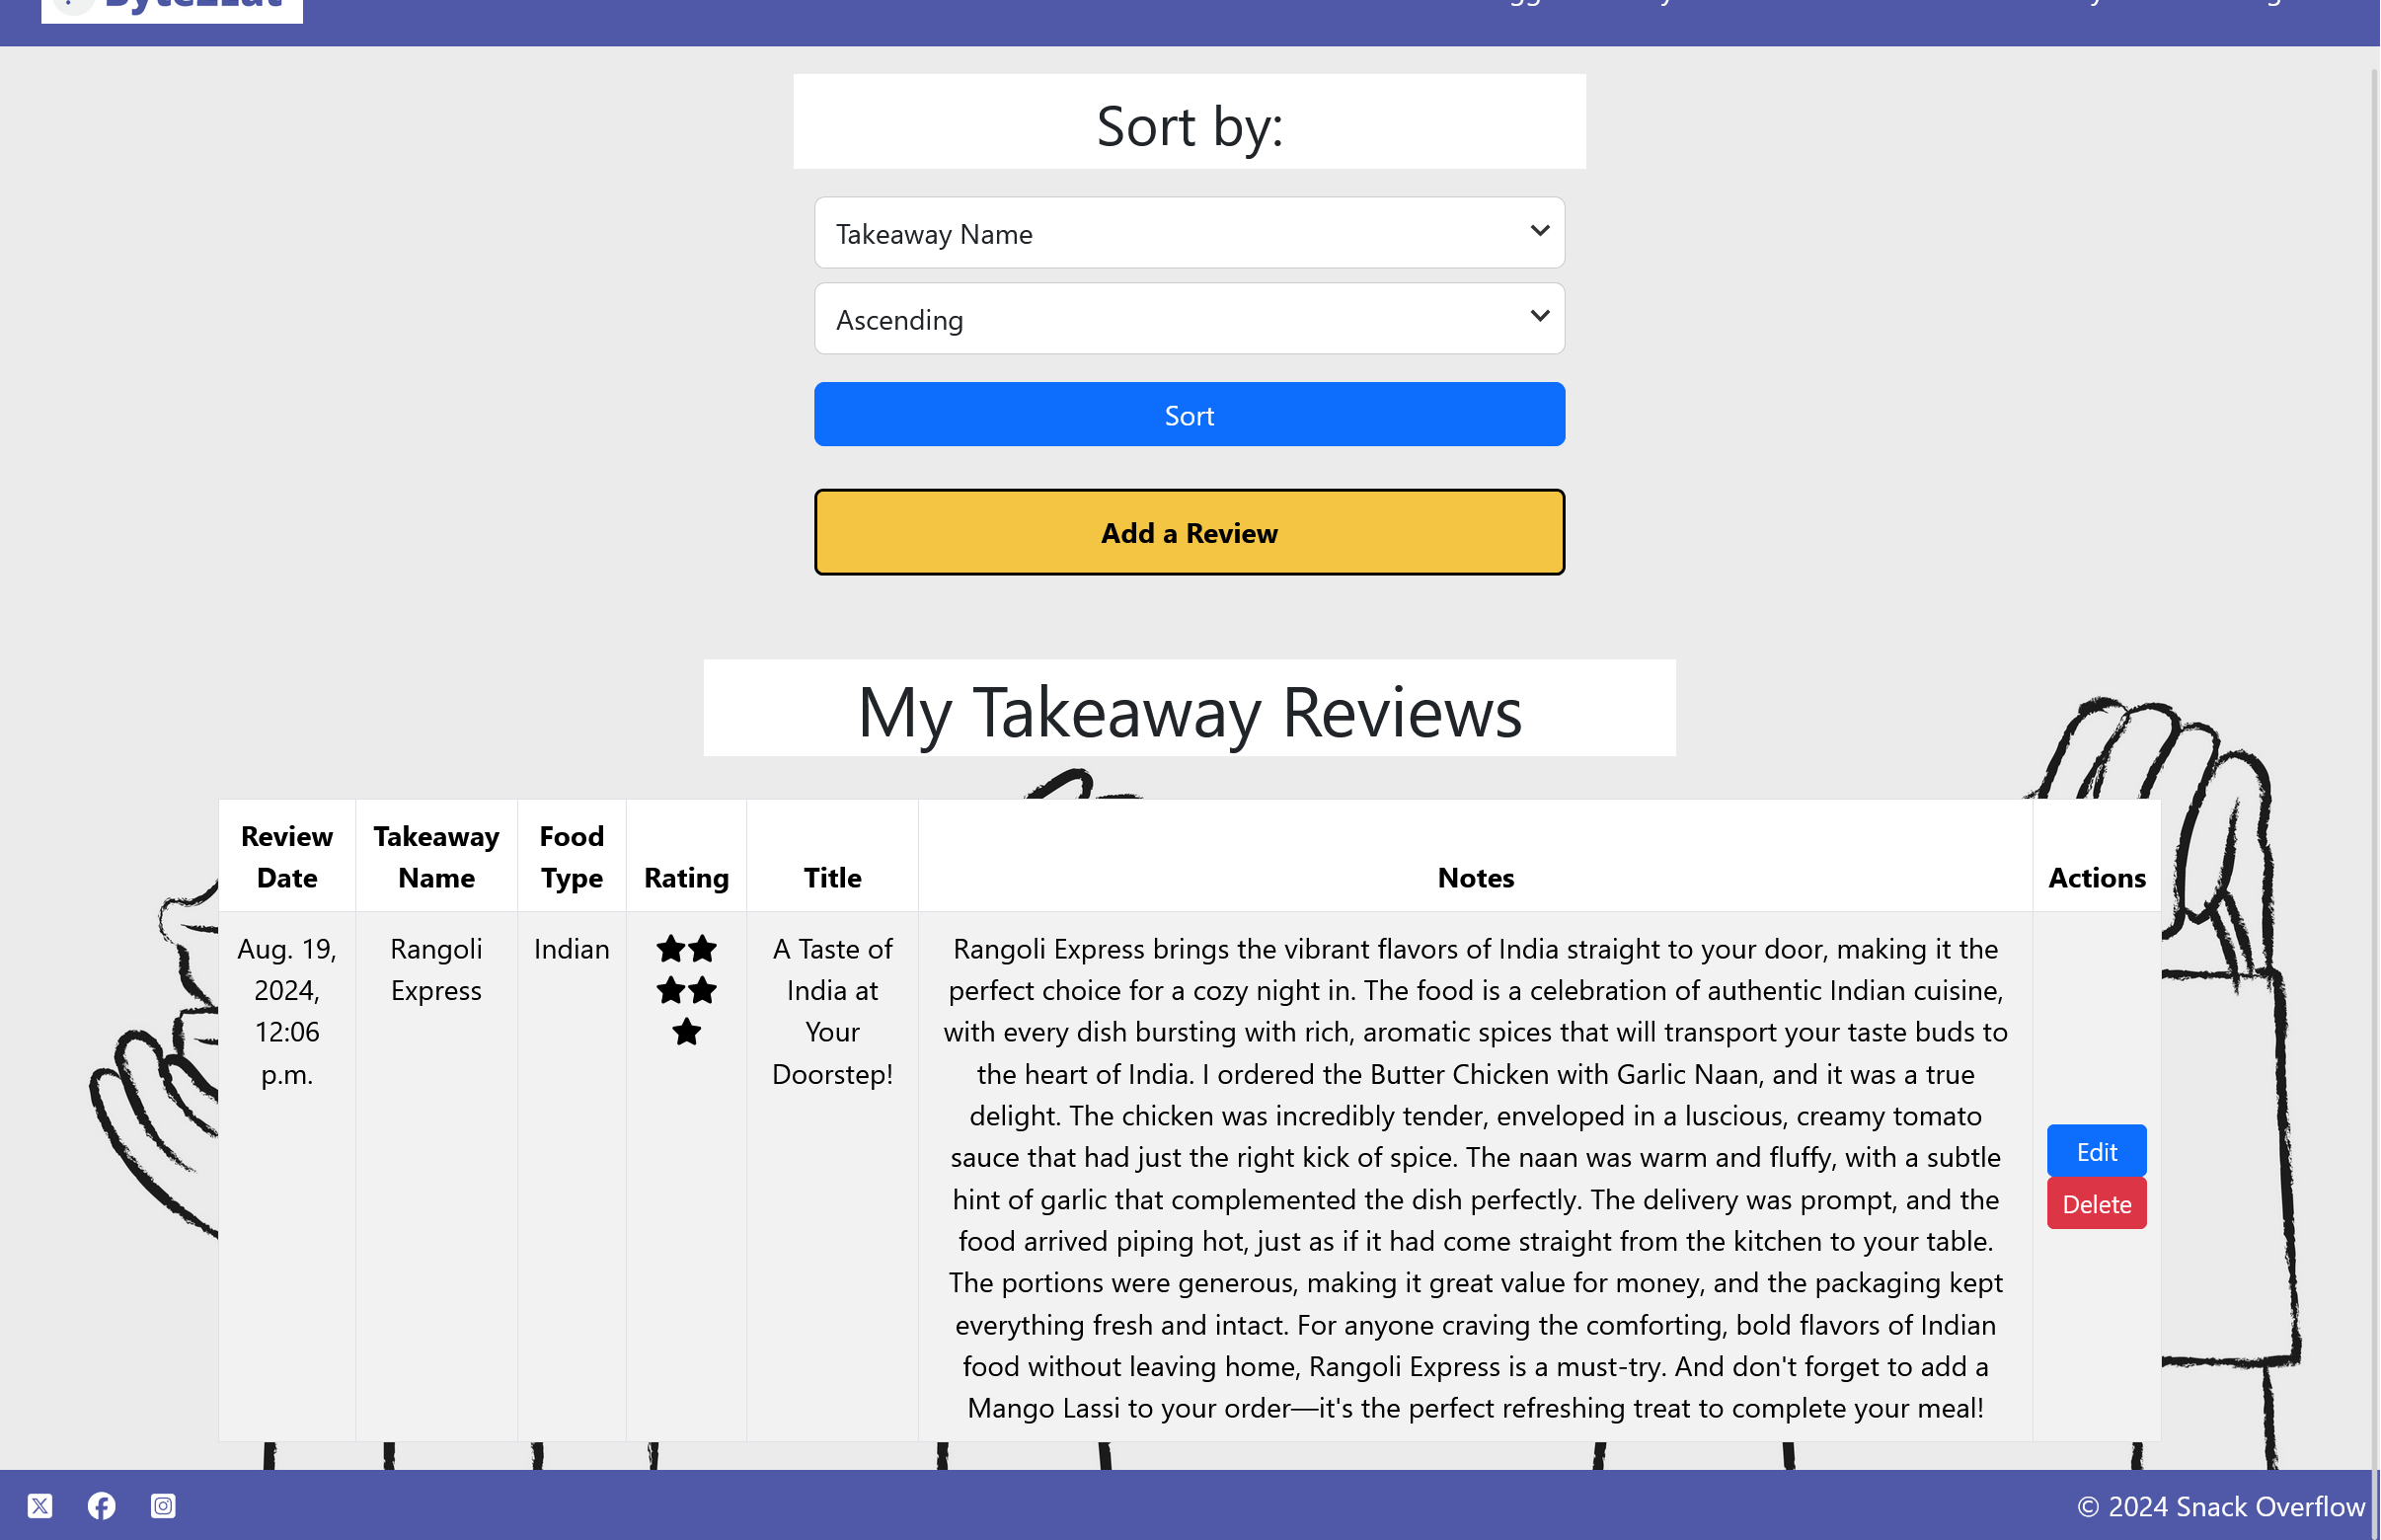 Sort by:
Takeaway Name
Ascending
Sort
Add a Review
My Takeaway Reviews
Review Date
Takeaway Name
Food Type
Rating
Title
Notes
Actions
Aug. 19,
2024,
12:06
p.m.
Rangoli
Express
Indian
A Taste of
India at
Your
Doorstep!
Rangoli Express brings the vibrant flavors of India straight to your door, making it the
perfect choice for a cozy night in. The food is a celebration of authentic Indian cuisine,
with every dish bursting with rich, aromatic spices that will transport your taste buds to
the heart of India. I ordered the Butter Chicken with Garlic Naan, and it was a true
delight. The chicken was incredibly tender, enveloped in a luscious, creamy tomato
sauce that had just the right kick of spice. The naan was warm and fluffy, with a subtle
hint of garlic that complemented the dish perfectly. The delivery was prompt, and the
food arrived piping hot, just as if it had come straight from the kitchen to your table.
The portions were generous, making it great value for money, and the packaging kept
everything fresh and intact. For anyone craving the comforting, bold flavors of Indian
food without leaving home, Rangoli Express is a must-try. And don't forget to add a
Mango Lassi to your order—it's the perfect refreshing treat to complete your meal!
Edit
Delete
© 2024 Snack Overflow